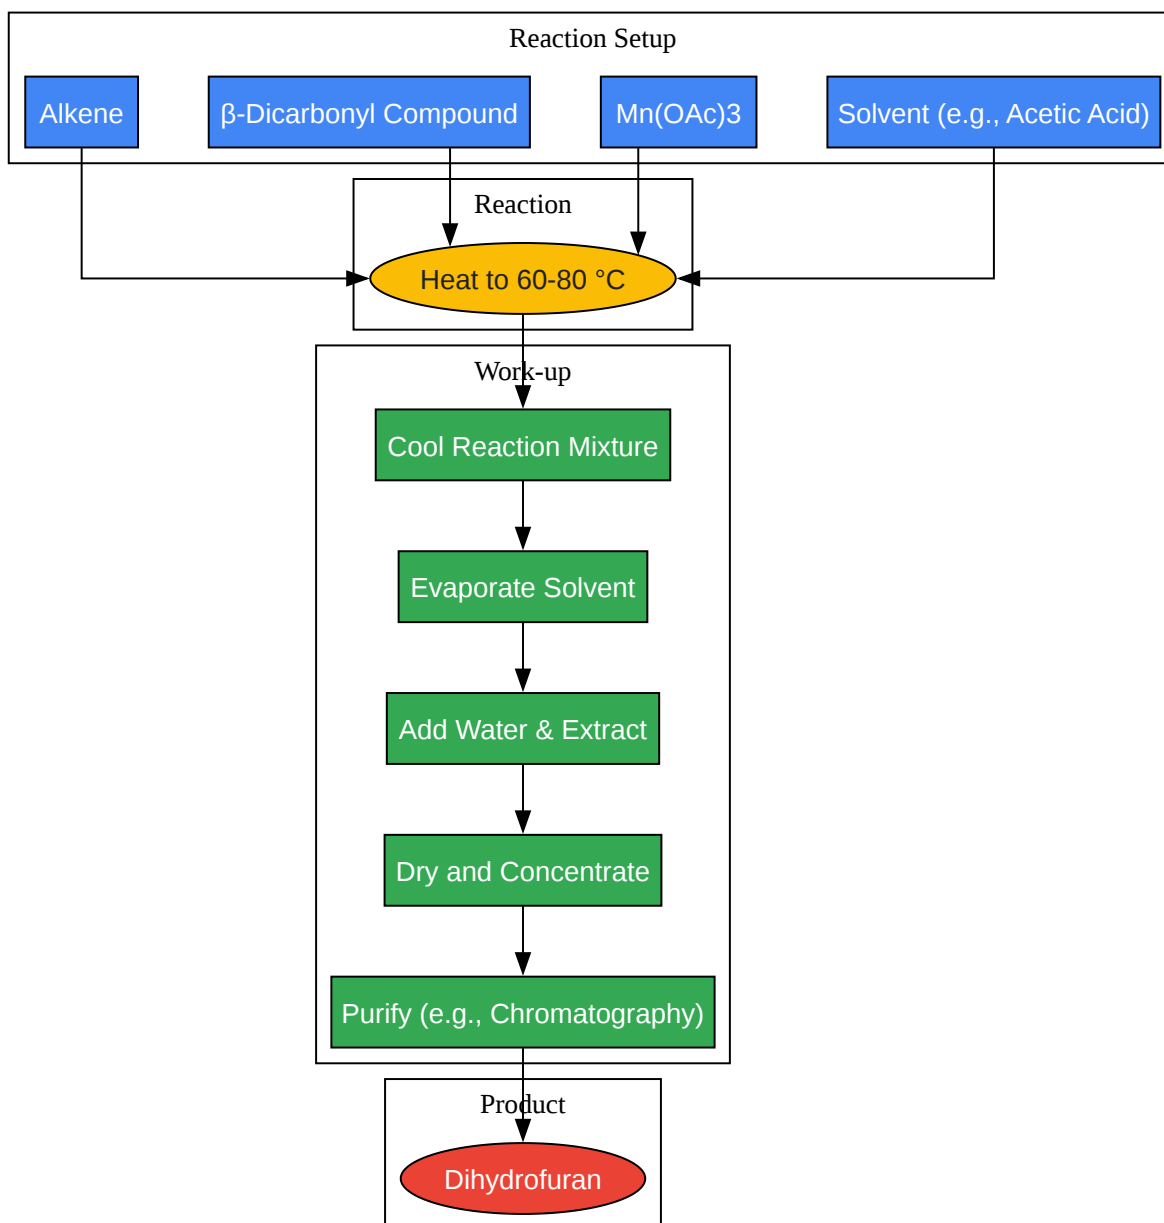 Reaction Setup
Alkene
β-Dicarbonyl Compound
Mn(OAc)3
Solvent (e.g., Acetic Acid)
Reaction
Heat to 60-80 °C
Work-up
Cool Reaction Mixture
Evaporate Solvent
Add Water & Extract
Dry and Concentrate
Purify (e.g., Chromatography)
Product
Dihydrofuran